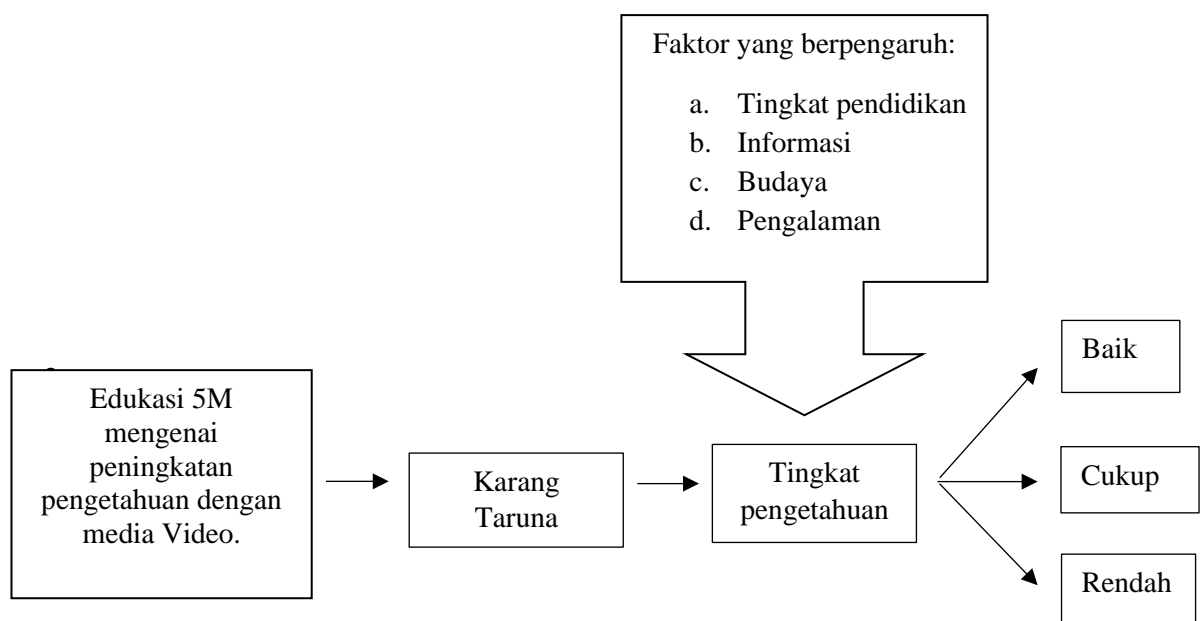 Faktor yang berpengaruh:
a. Tingkat pendidikan
b. Informasi
c. Budaya
d. Pengalaman
Edukasi 5M
mengenai
peningkatan
pengetahuan dengan
media Video.
Karang
Taruna
Tingkat
pengetahuan
Baik
Cukup
Rendah